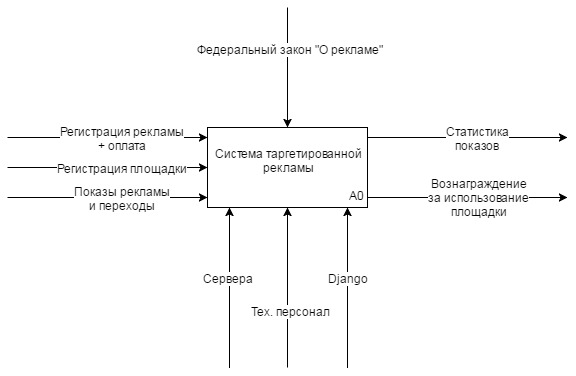 Федеральный закон "О рекламе"
Регистрация рекламы
+ оплата
Регистрация площадки
Показы рекламы
и переходы
Система таргетированной
рекламы
A0
Статистика
показов
Вознаграждение
за использование
площадки
Сервера
Тех. персонал
Django